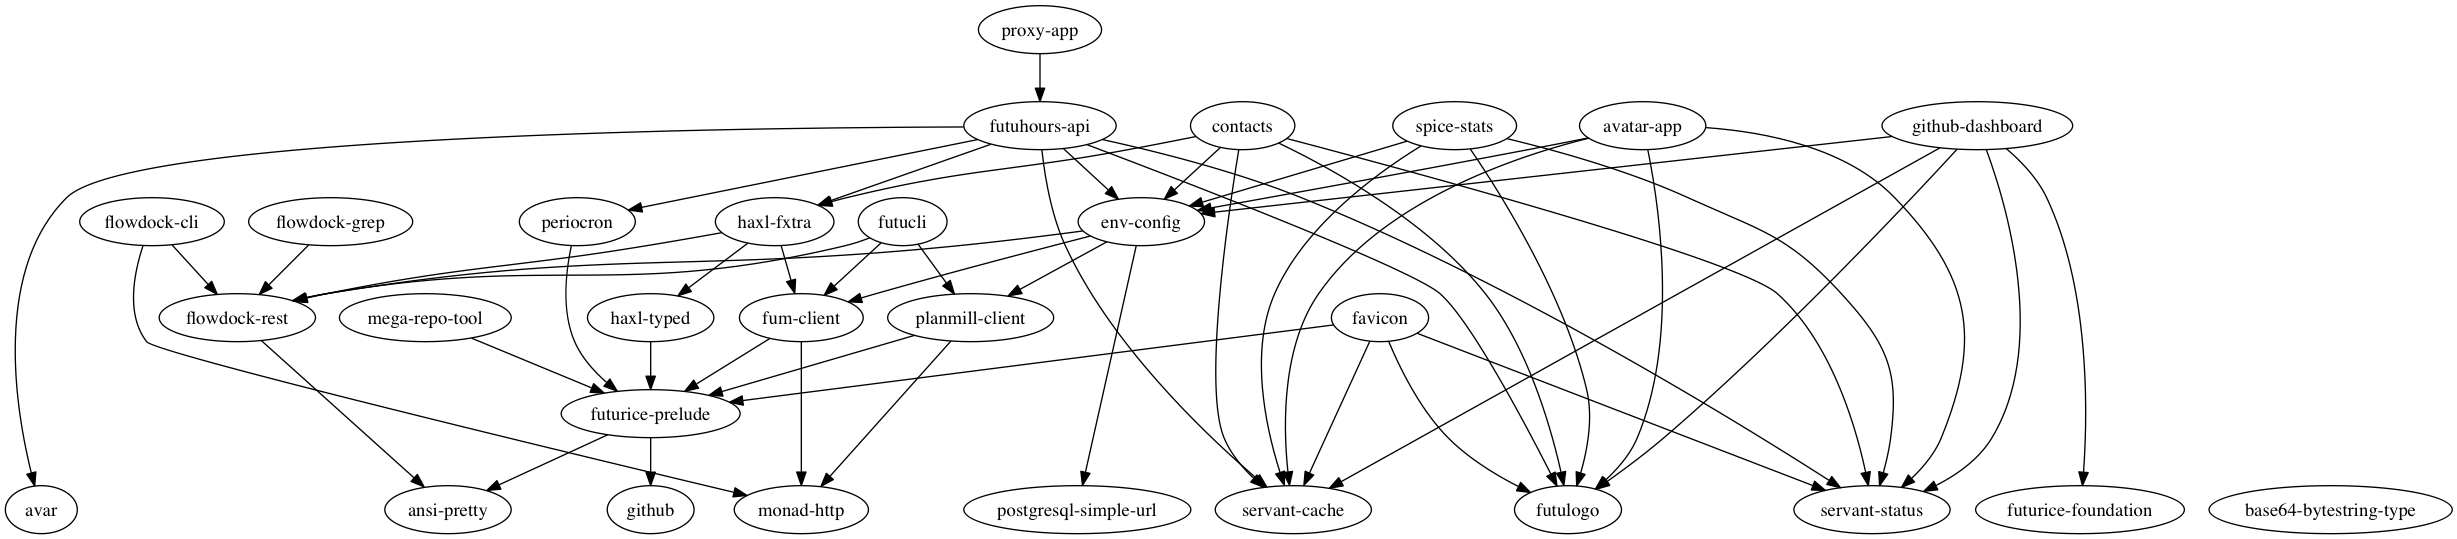 proxy-app
futuhours-api
contacts
spice-stats
avatar-app
github-dashboard
flowdock-cli
flowdock-grep
periocron
haxl-fxtra
futucli
env-config
flowdock-rest
mega-repo-tool
haxl-typed
fum-client
planmill-client
favicon
futurice-prelude
avar
ansi-pretty
github
monad-http
postgresql-simple-url
servant-cache
futulogo
servant-status
futurice-foundation
base64-bytestring-type